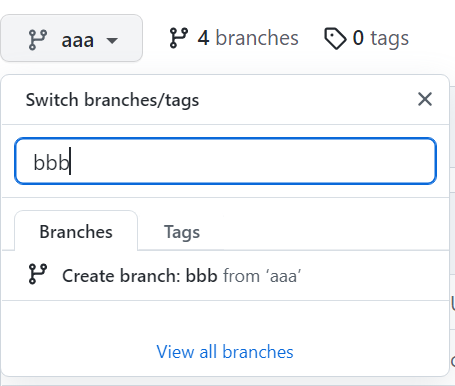 aaa 4 branches 0 tags
Switch branches/tags
bbb
Branches Tags
Create branch: bbb from ‘aaa’
View all branches